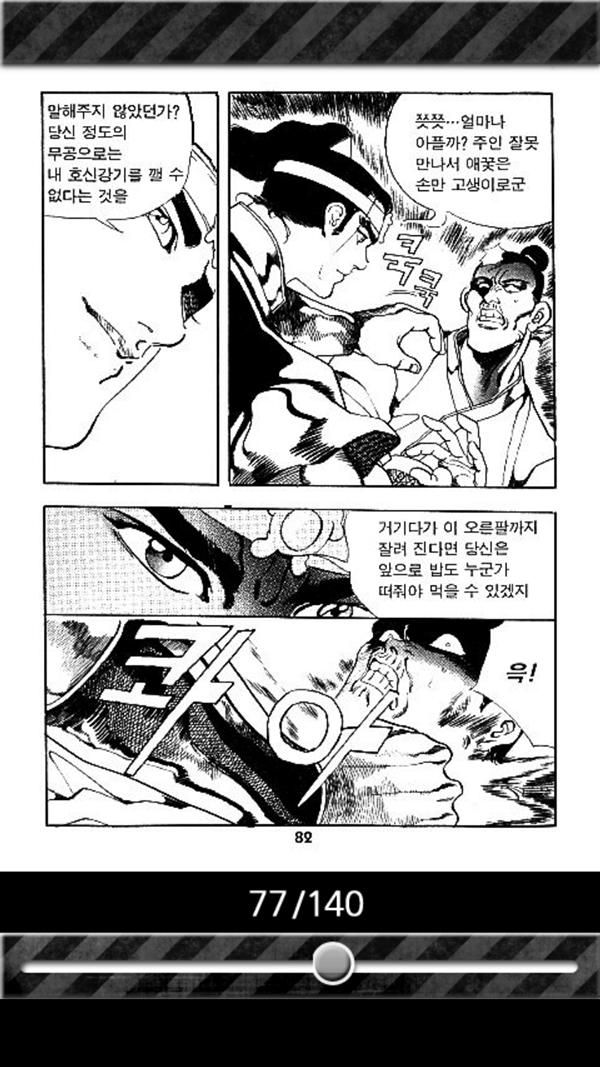 말해주지 않았던가?
당신 정도의
무공으로는
내 호신강기를 깰 수
없다는 것을
쯧쯧…얼마나
아플까? 주인 잘못
만나서 애꿎은
손만 고생이로군
쿡쿡
거기다가 이 오른팔까지
잘려 진다면 당신은
앞으로 밥도 누군가
떠줘야 먹을 수 있겠지
콰아
윽!
82
77/140